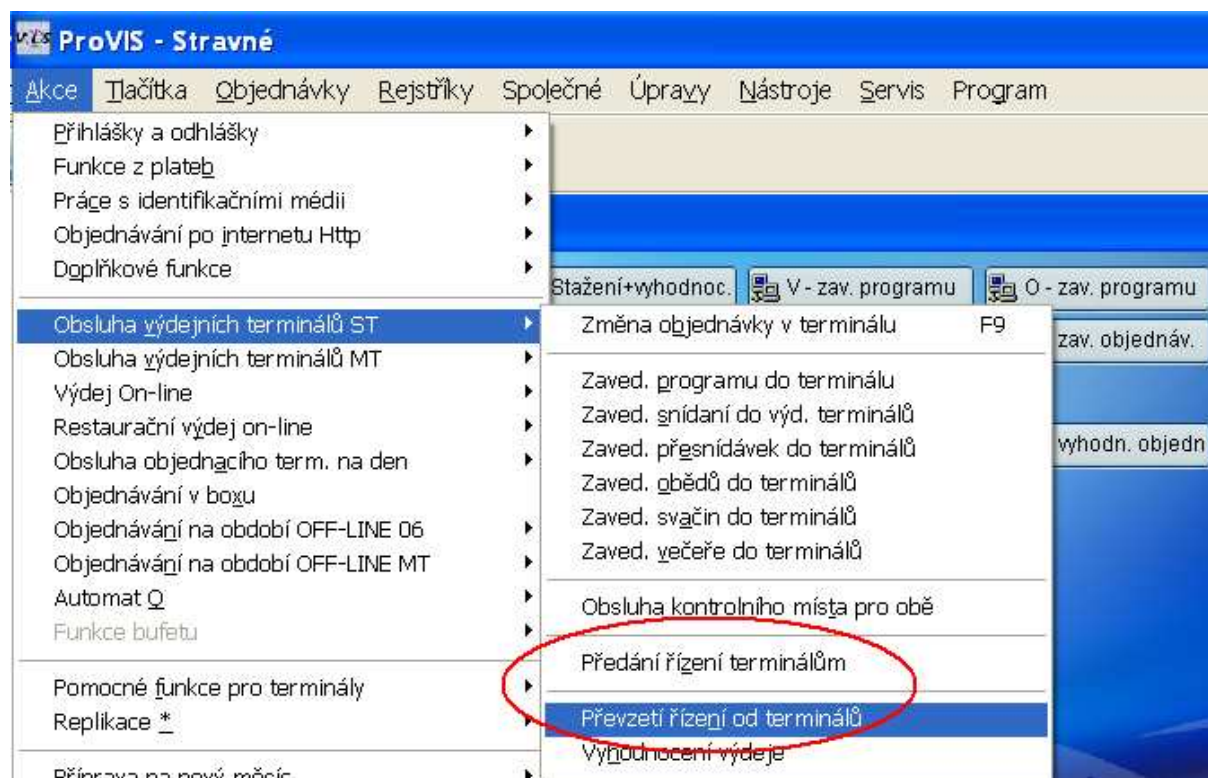 ProVIS - Stravné
Akce Tlačítka Objednávky Rejstříky Společné Úpravy Nástroje Servis Program
Přihlášky a odhlášky
Funkce z plateb
Práce s identifikačními médii
Objednávání po internetu Http
Doplňkové funkce
Obsluha výdejních terminálů ST
Obsluha výdejních terminálů MT
Výdej On-line
Restaurační výdej on-line
Obsluha objednacího term. na den
Objednávání v boxu
Objednávání na období OFF-LINE 06
Objednávání na období OFF-LINE MT
Automat Q
Funkce bufetu
Pomocné funkce pro terminály
Replikace *
Příprava na nový měsíc
Stažení+vyhodnoc. V - zav. programu O - zav. programu
zav. objednáv.
vyhodn. objedn
Změna objednávky v terminálu F9
Zaved. programu do terminálu
Zaved. snídaní do výd. terminálů
Zaved. přesnídávek do terminálů
Zaved. obědů do terminálů
Zaved. svačin do terminálů
Zaved. večeře do terminálů
Obsluha kontrolního místa pro obě
Předání řízení terminálům
Převzetí řízení od terminálů
Vyhodnocení výdeje